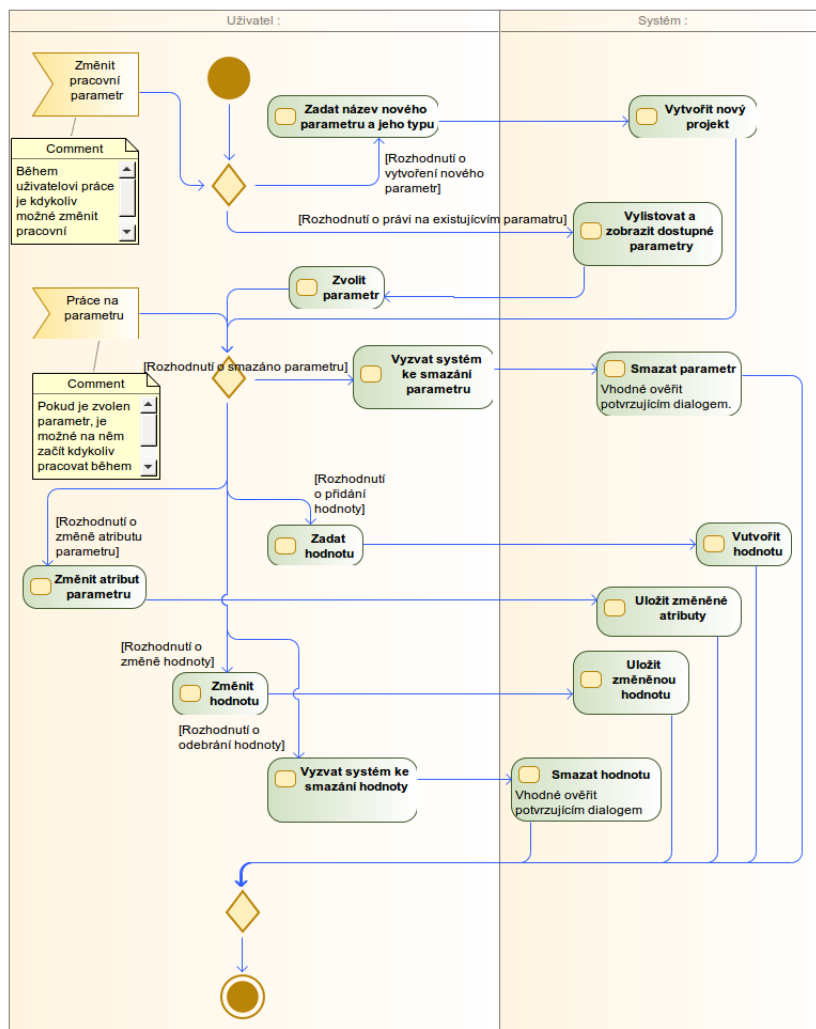 Uživatel :
Systém :
Změnit
pracovní
parametr
Zadat název nového
parametru a jeho typu
Vytvořit nový
projekt
Comment
Během
uživatelovi práce
je kdykoliv
možné změnit
pracovní
[Rozhodnutí o
vytvoření nového
parametr]
[Rozhodnutí o právi na existujícvím paramatru]
Vylistovat a
zobrazit dostupné
parametry
Zvolit
parametr
Práce na
parametru
[Rozhodnutí o smazáno parametru]
Vyzvat systém
ke smazání
parametru
Smazat parametr
Vhodné ověřit
potvrzujícím dialogem.
Comment
Pokud je zvolen
parametr, je
možné na něm
začít kdykoliv
pracovat během
[Rozhodnutí
o přidání
hodnoty]
[Rozhodnutí o
změně atributu
parametru]
Zadat
hodnotu
Vutvořit
hodnotu
Změnit atribut
parametru
Uložit změněné
atributy
[Rozhodnutí o
změně hodnoty]
Změnit
hodnotu
Uložit
změněnou
hodnotu
[Rozhodnutí o
odebrání hodnoty]
Vyzvat systém ke
smazání hodnoty
Smazat hodnotu
Vhodné ověřit
potvrzujícím dialogem